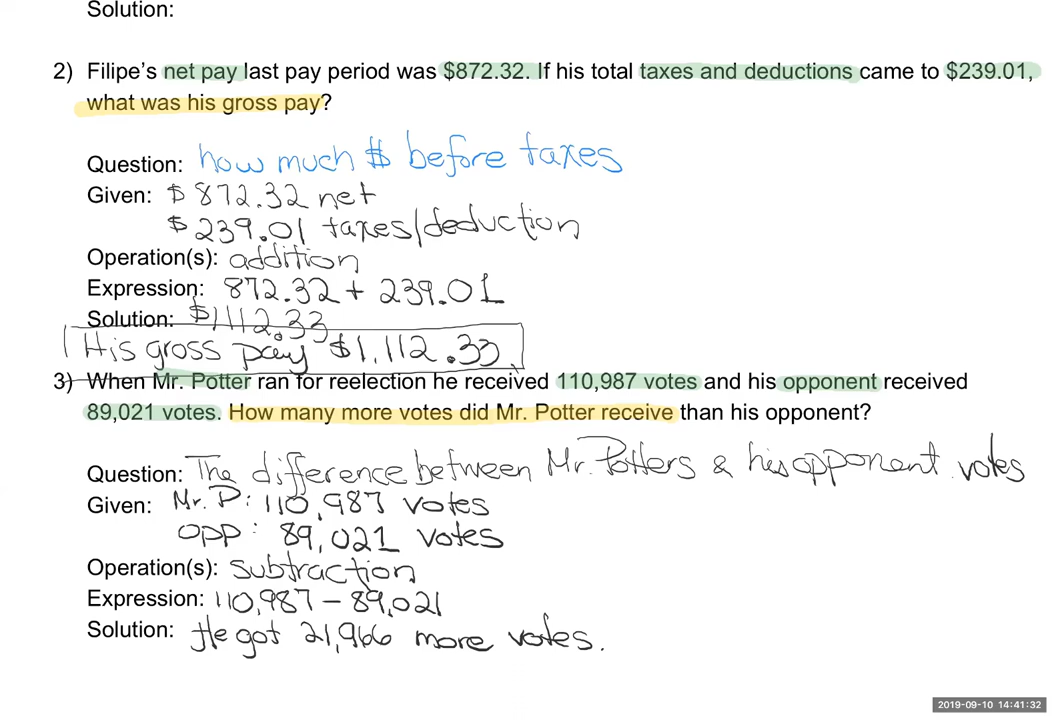 Solution:
2) Filipe's net pay last pay period was $872.32. If his total taxes and deductions came to $239.01,
what was his gross pay?
Question: how much $ before taxes
Given: $872.32 net
$239.01 taxes/deduction
Operation(s): addition
Expression: 872.32 + 239.01
Solution: $1112.33
His gross pay $1,112.33
3) When Mr. Potter ran for reelection he received 110,987 votes and his opponent received
89,021 votes. How many more votes did Mr. Potter receive than his opponent?
Question: The difference between Mr. Potters & his opponent votes
Given: Mr. P: 110,987 votes
opp: 89,021 votes
Operation(s): subtraction
Expression: 110,987 - 89,021
Solution: He got 21,966 more votes.
2019-09-10 14:41:32